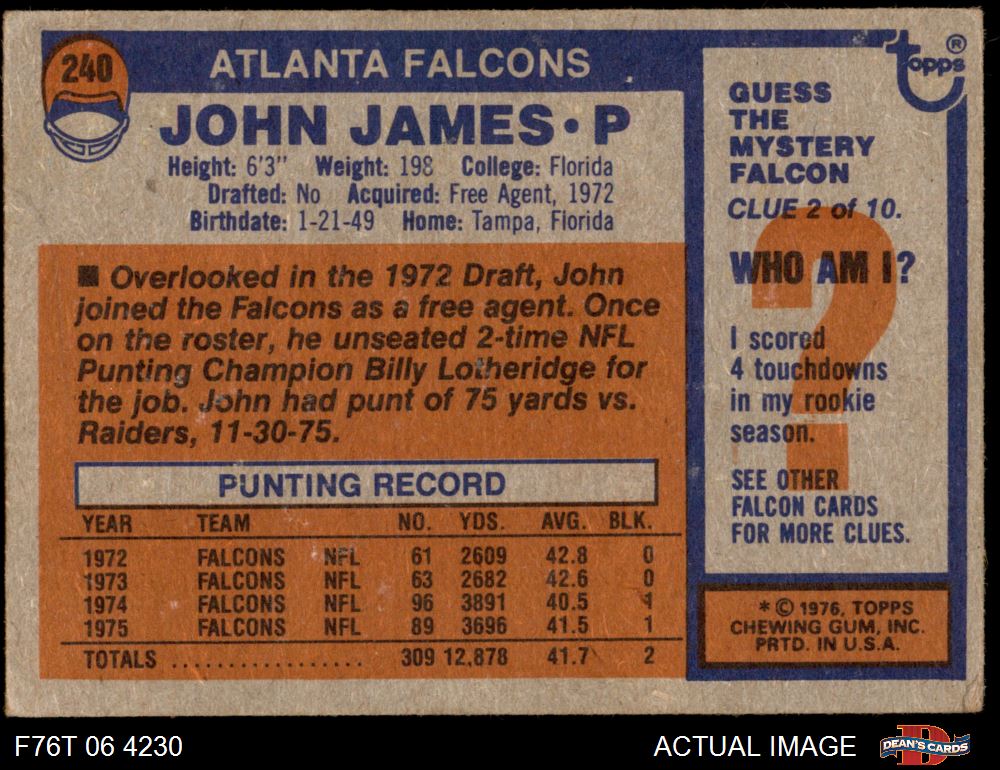 240
ATLANTA FALCONS
JOHN JAMES • P
Height: 6'3" Weight: 198 College: Florida
Drafted: No Acquired: Free Agent, 1972
Birthdate: 1-21-49 Home: Tampa, Florida
■ Overlooked in the 1972 Draft, John
joined the Falcons as a free agent. Once
on the roster, he unseated 2-time NFL
Punting Champion Billy Lotheridge for
the job. John had punt of 75 yards vs.
Raiders, 11-30-75.
PUNTING RECORD
YEAR TEAM NO. YDS. AVG. BLK.
1972 FALCONS NFL 61 2609 42.8 0
1973 FALCONS NFL 63 2682 42.6 0
1974 FALCONS NFL 96 3891 40.5 1
1975 FALCONS NFL 89 3696 41.5 1
TOTALS .................. 309 12,878 41.7 2
topps ®
GUESS
THE
MYSTERY
FALCON
CLUE 2 of 10.
WHO AM I?
?
I scored
4 touchdowns
in my rookie
season.
SEE OTHER
FALCON CARDS
FOR MORE CLUES.
* © 1976, TOPPS
CHEWING GUM, INC.
PRTD. IN U.S.A.
F76T 06 4230
ACTUAL IMAGE
D
DEAN'S CARDS